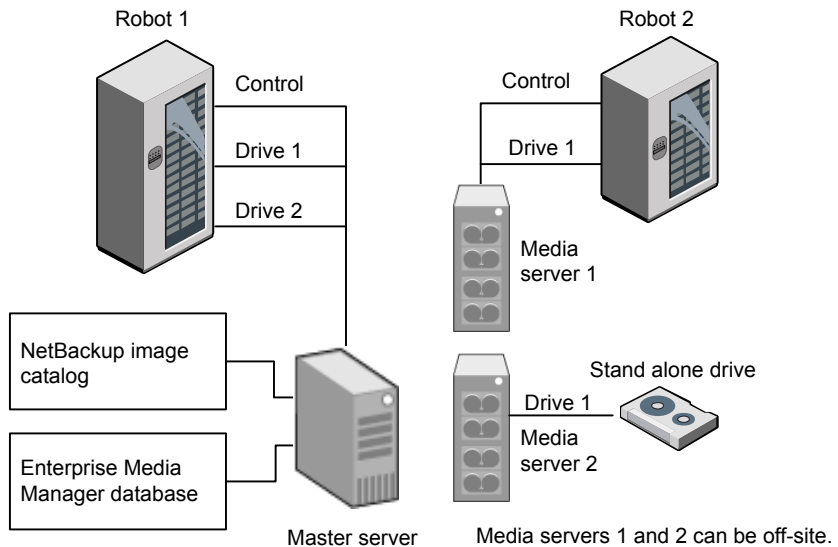 Robot 1
Robot 2
Control
Drive 1
Drive 2
Control
Drive 1
Media
server 1
NetBackup image
catalog
Enterprise Media
Manager database
Stand alone drive
Drive 1
Media
server 2
Master server
Media servers 1 and 2 can be off-site.